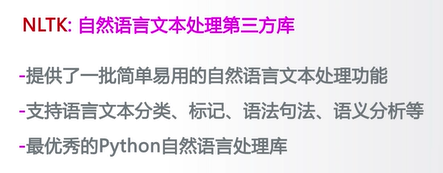 NLTK: 自然语言文本处理第三方库
-提供了一批简单易用的自然语言文本处理功能
-支持语言文本分类、标记、语法句法、语义分析等
-最优秀的Python自然语言处理库